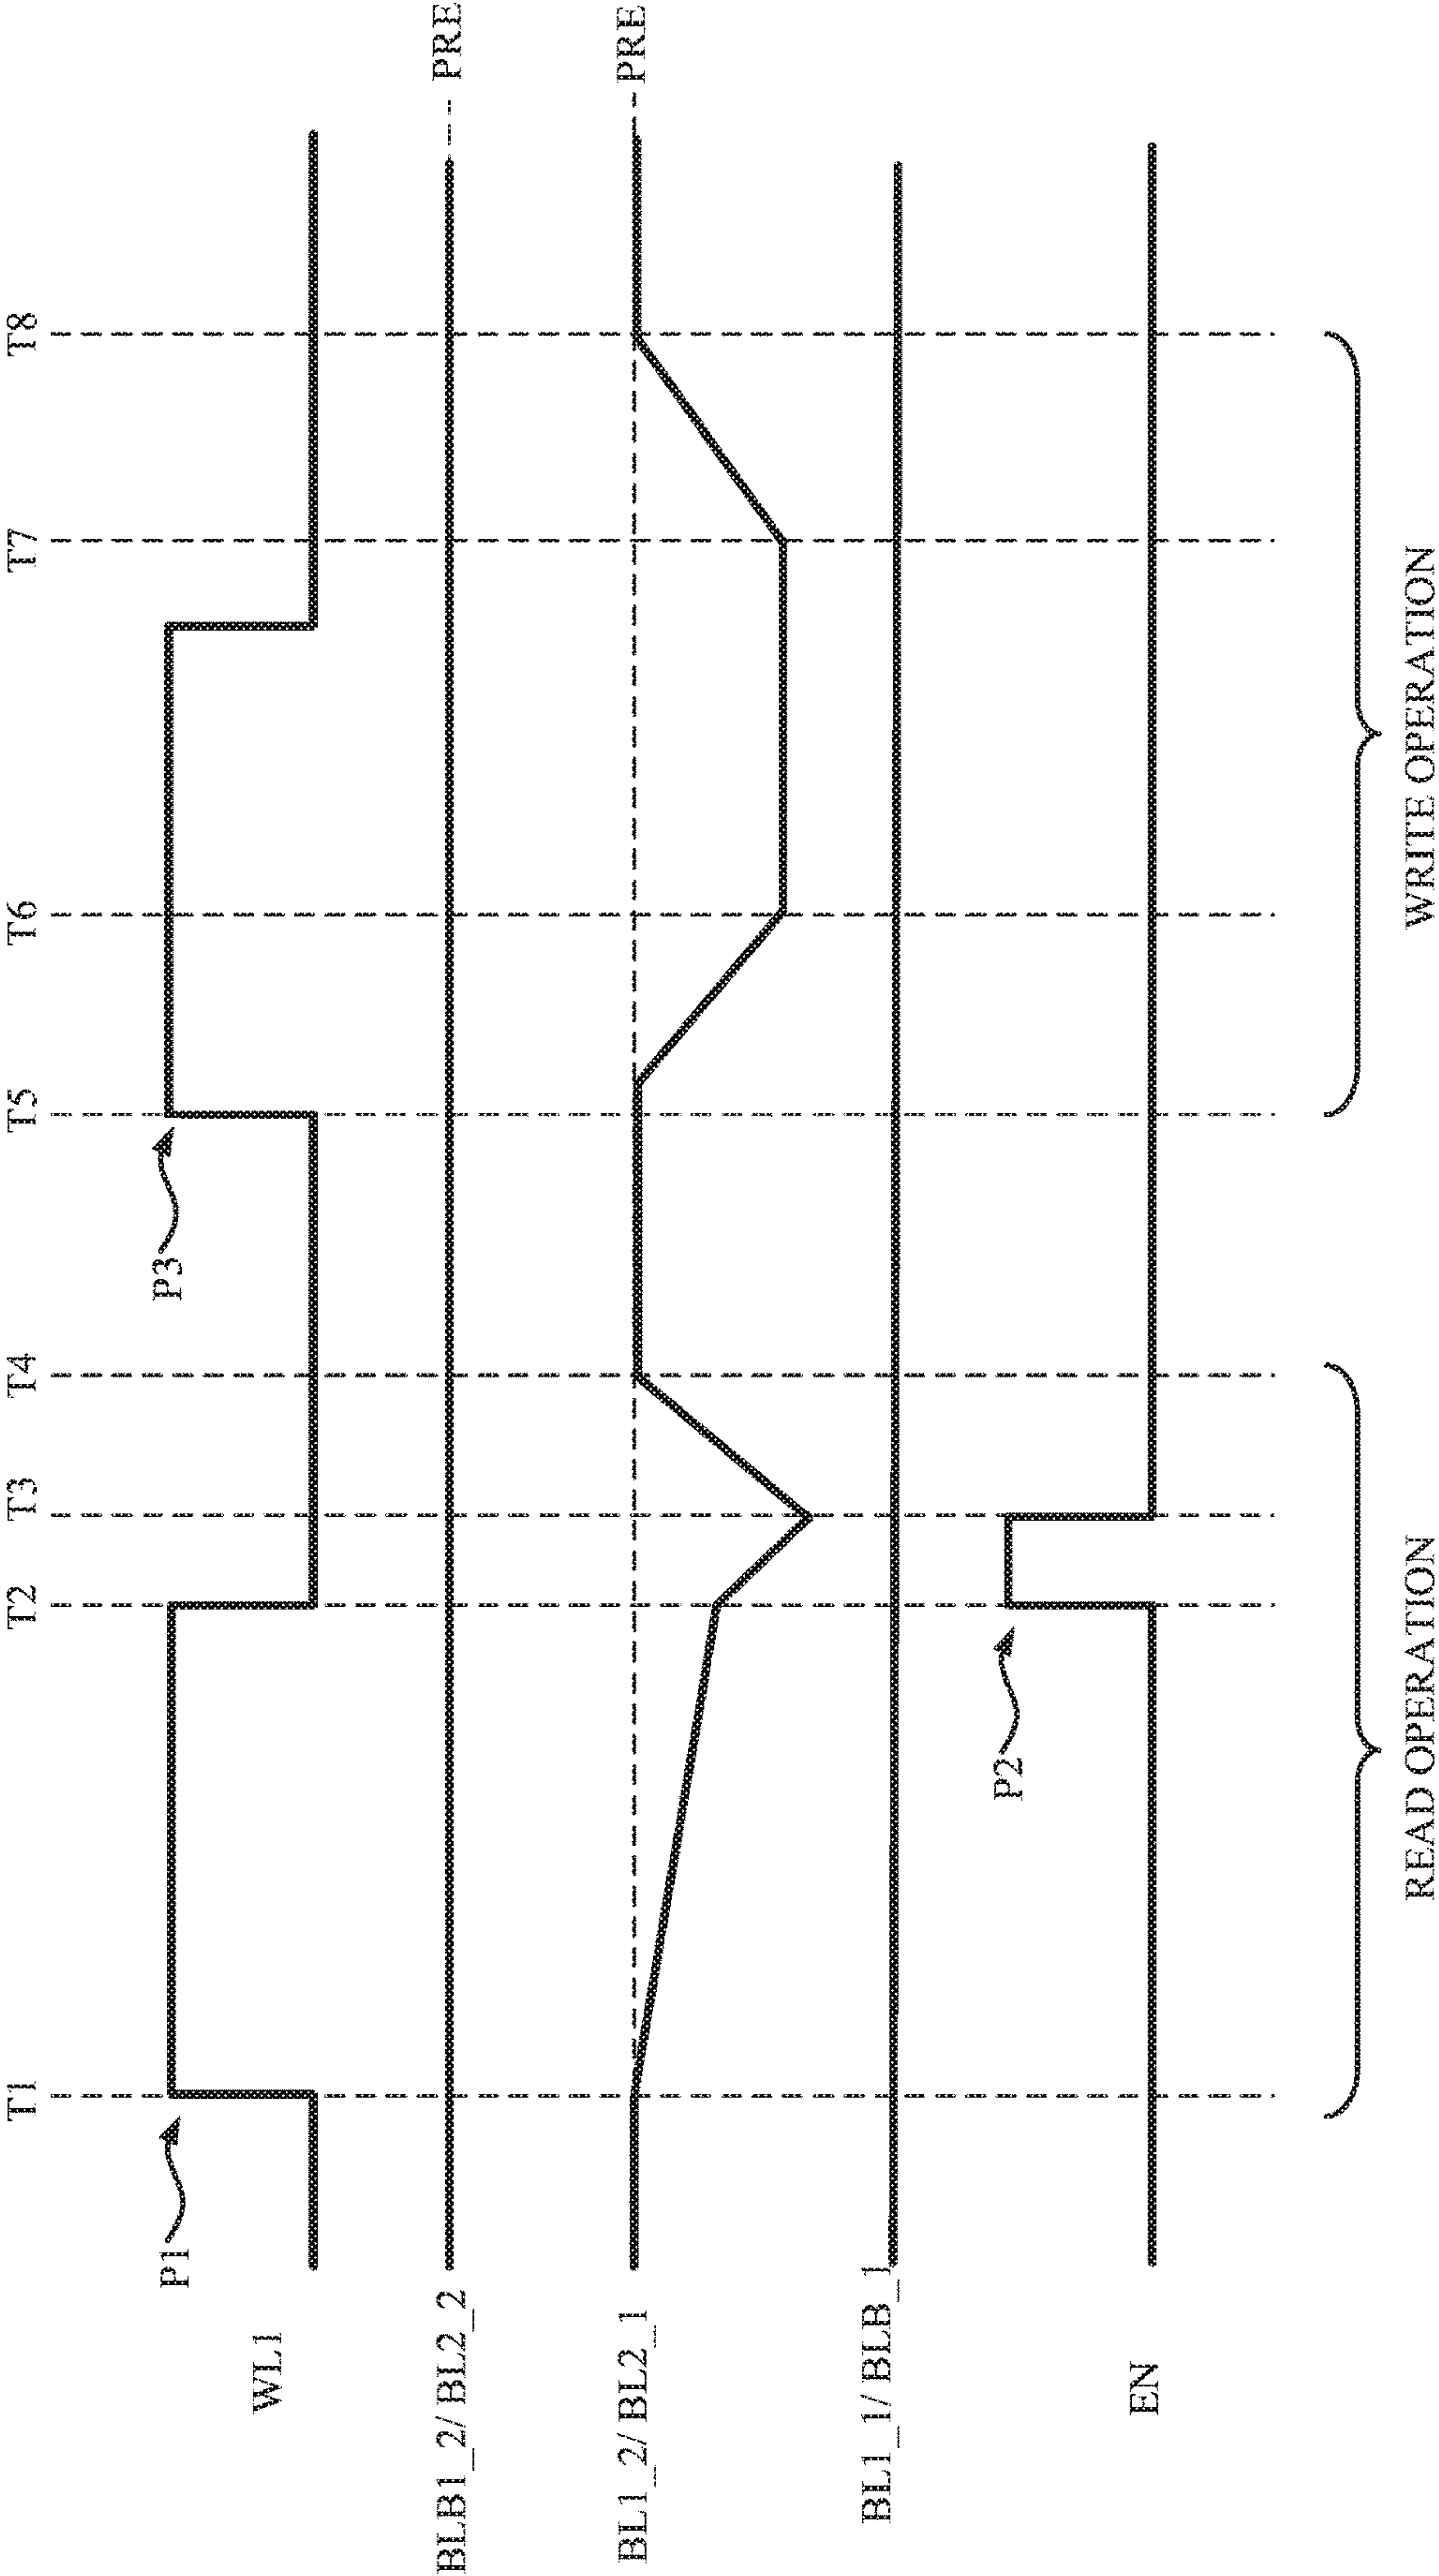 T1
T2
T3
T4
T5
T6
T7
T8
P1
P3
WL1
BLB1_2/ BL2_2
PRE
BL1_2/ BL2_1
PRE
BL1_1/ BLB_1
P2
EN
READ OPERATION
WRITE OPERATION